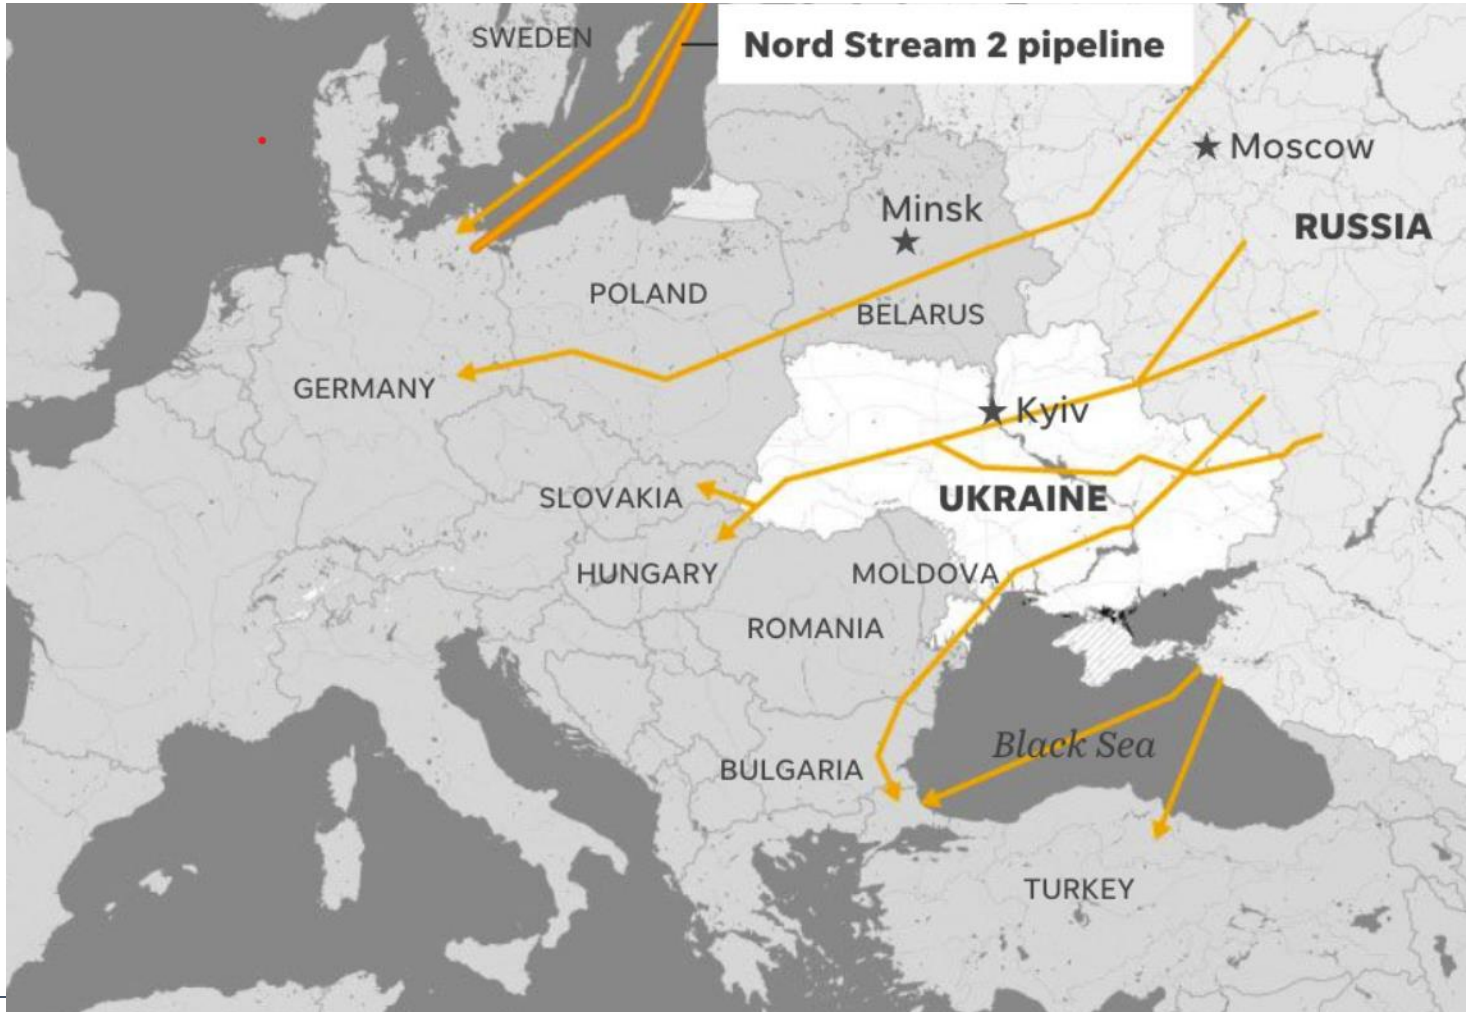 SWEDEN
Nord Stream 2 pipeline
Moscow
Minsk
RUSSIA
POLAND
BELARUS
GERMANY
Kyiv
SLOVAKIA
UKRAINE
HUNGARY
MOLDOVA
ROMANIA
Black Sea
BULGARIA
TURKEY